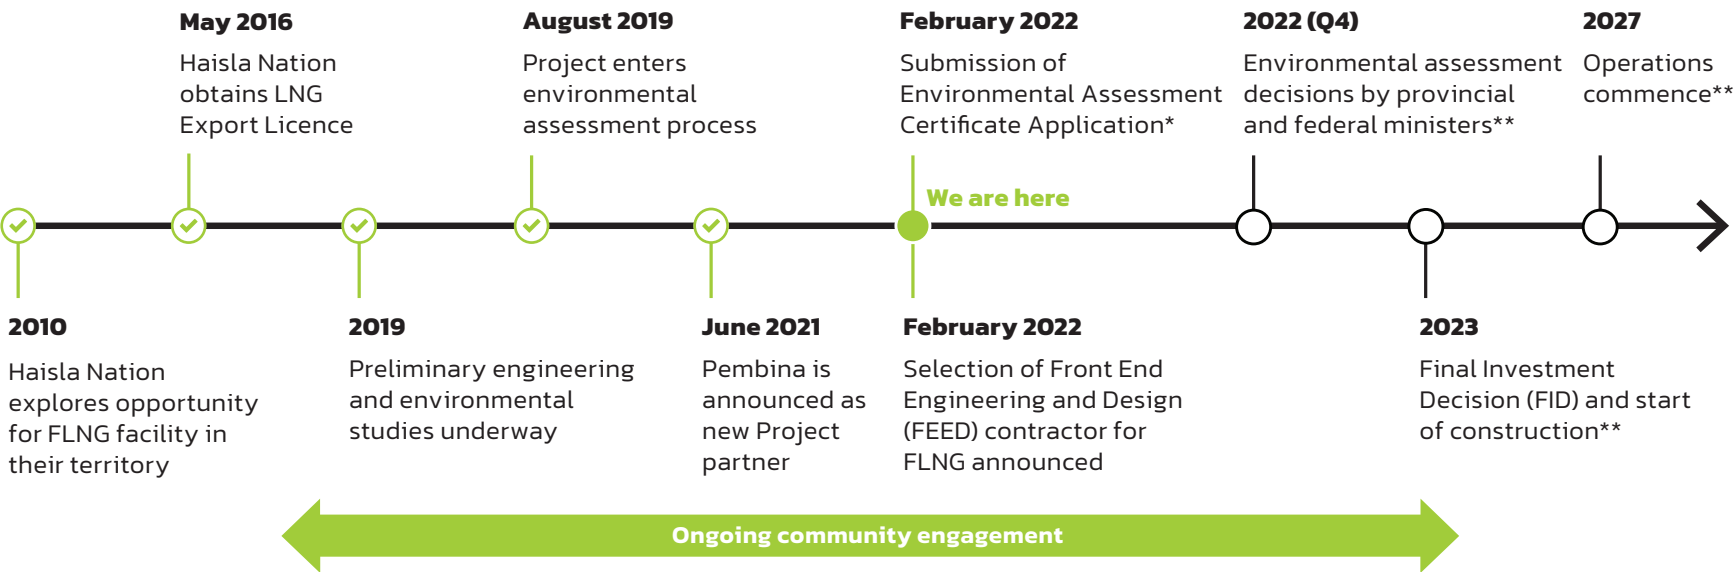 May 2016
Haisla Nation
obtains LNG
Export Licence
August 2019
Project enters
environmental
assessment process
February 2022
Submission of
Environmental Assessment
Certificate Application*
2022 (Q4)
Environmental assessment
decisions by provincial
and federal ministers**
2027
Operations
commence**
We are here
2010
Haisla Nation
explores opportunity
for FLNG facility in
their territory
2019
Preliminary engineering
and environmental
studies underway
June 2021
Pembina is
announced as
new Project
partner
February 2022
Selection of Front End
Engineering and Design
(FEED) contractor for
FLNG announced
2023
Final Investment
Decision (FID) and start
of construction**
Ongoing community engagement